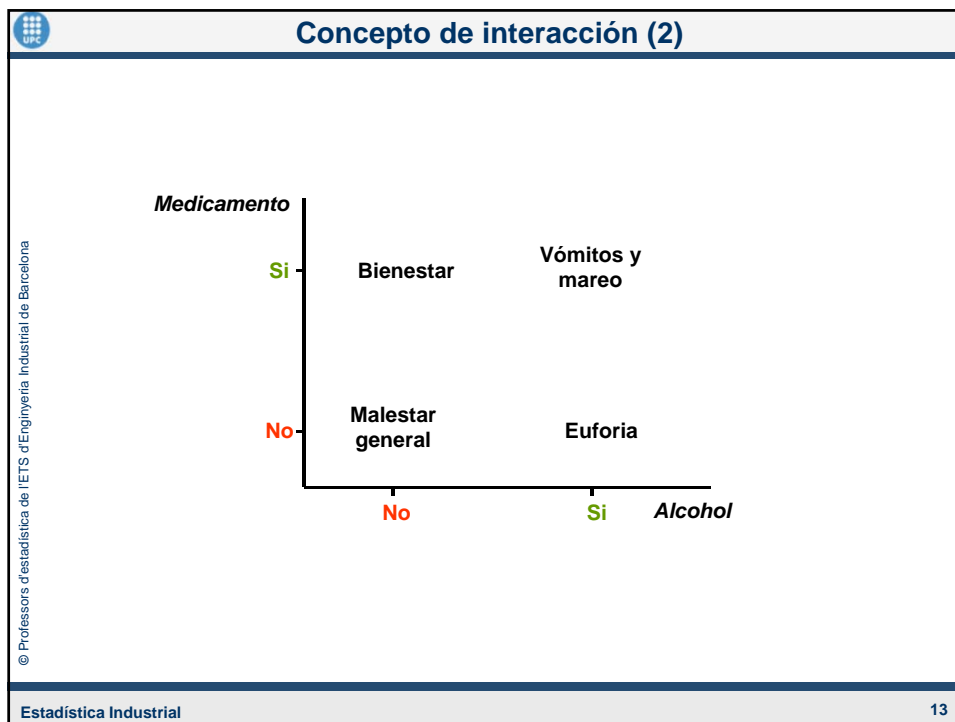 UPC
Concepto de interacción (2)
Medicamento
Si
Bienestar
Vómitos y
mareo
No
Malestar
general
Euforia
No
Si
Alcohol
© Professors d'estadística de l'ETS d'Enginyeria Industrial de Barcelona
Estadística Industrial
13